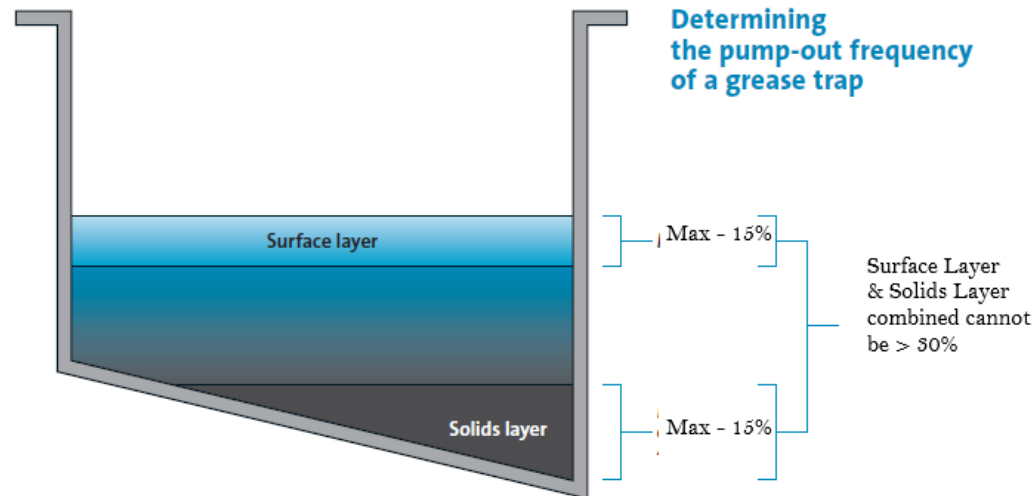 Determining
the pump-out frequency
of a grease trap
Surface layer
Max - 15%
Surface Layer
& Solids Layer
combined cannot
be > 30%
Solids layer
Max - 15%